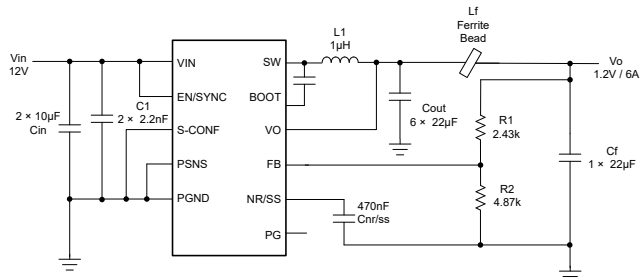 Lf
Ferrite
Bead
L1
1µH
Vin
12V
VIN
SW
Vo
1.2V / 6A
EN/SYNC
BOOT
2 × 10µF
Cin
C1
2 × 2.2nF
S-CONF
VO
Cout
6 × 22µF
R1
2.43k
PSNS
FB
Cf
1 × 22µF
PGND
NR/SS
470nF
Cnr/ss
R2
4.87k
PG